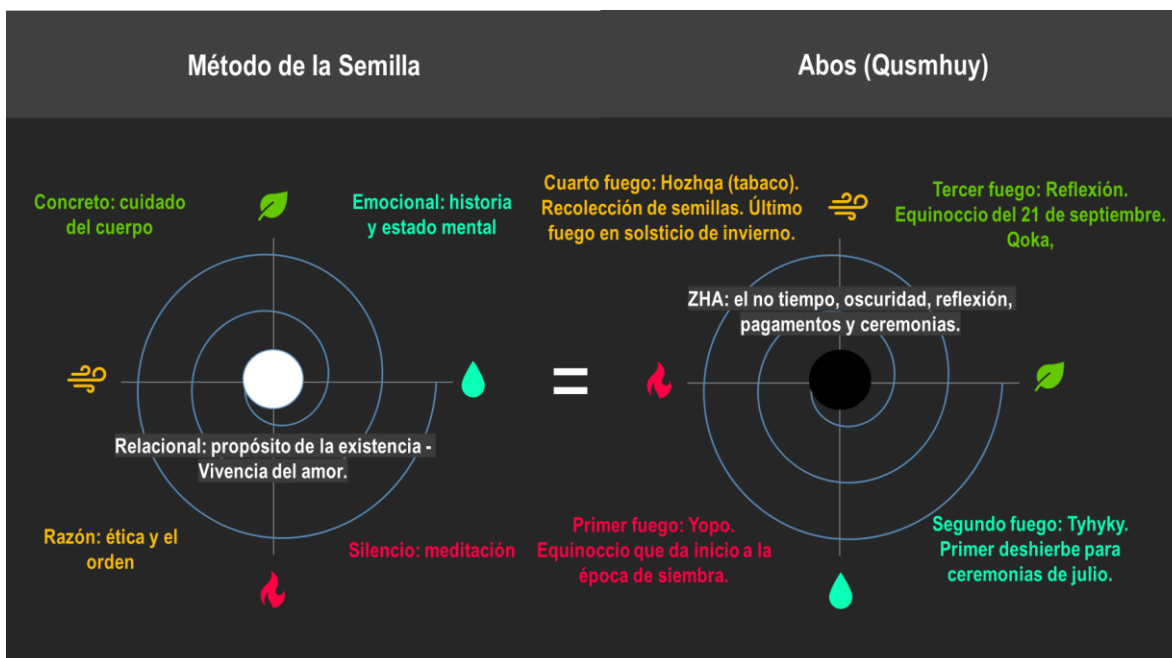 Método de la Semilla
Abos (Qusmhuy)
Concreto: cuidado
del cuerpo
Emocional: historia
y estado mental
Relacional: propósito de la existencia -
Vivencia del amor.
Razón: ética y el
orden
Silencio: meditación
=
Cuarto fuego: Hozhqa (tabaco).
Recolección de semillas. Último
fuego en solsticio de invierno.
Tercer fuego: Reflexión.
Equinoccio del 21 de septiembre.
Qoka,
ZHA: el no tiempo, oscuridad, reflexión,
pagamentos y ceremonias.
Primer fuego: Yopo.
Equinoccio que da inicio a la
época de siembra.
Segundo fuego: Tyhyky.
Primer deshierbe para
ceremonias de julio.